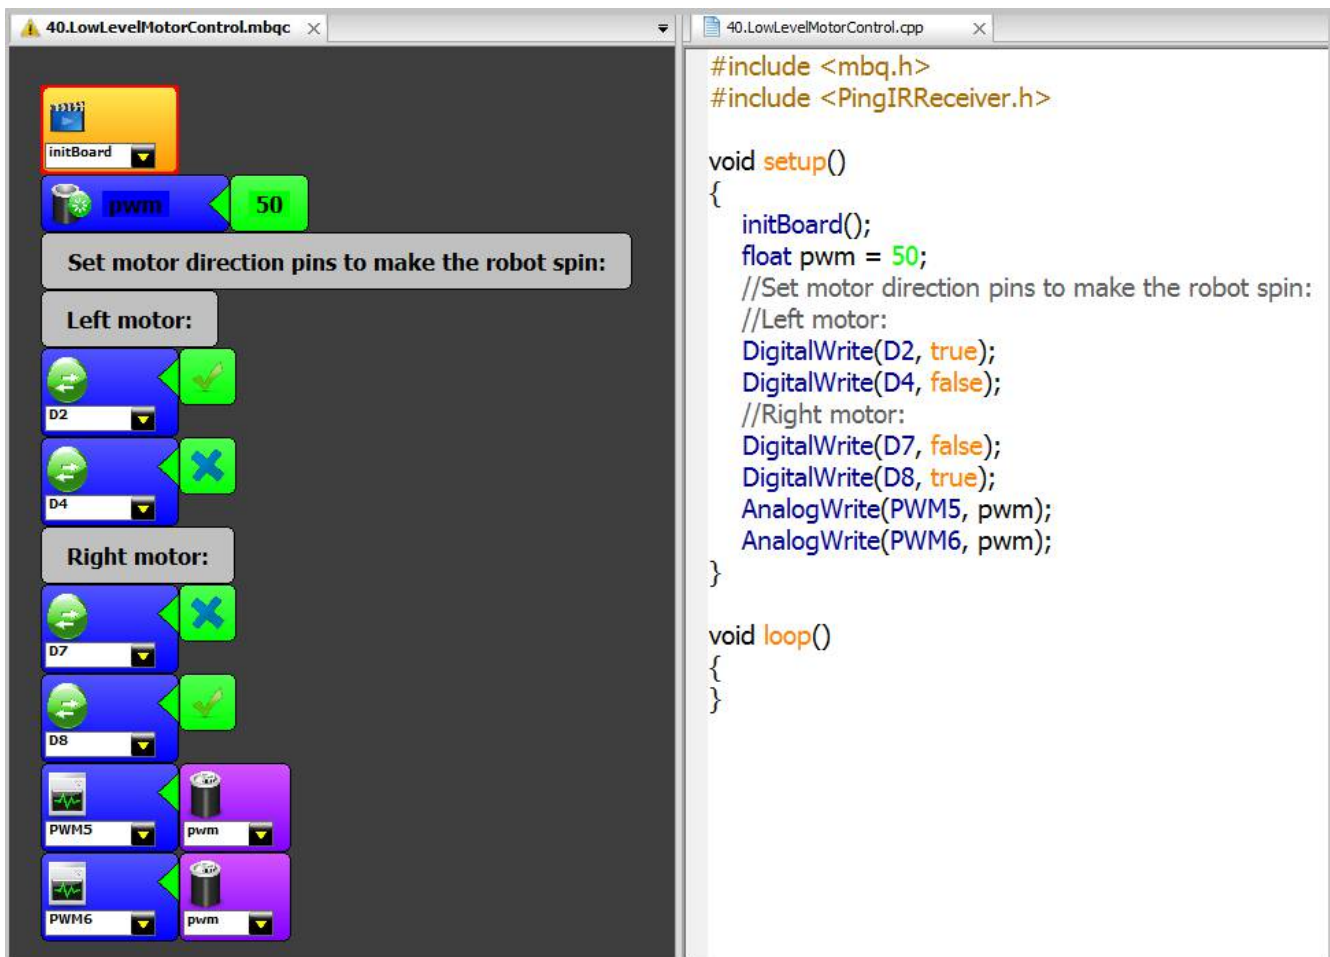 40.LowLevelMotorControl.mbqc
initBoard
pwm
50
Set motor direction pins to make the robot spin:
Left motor:
D2
D4
Right motor:
D7
D8
PWM5
pwm
PWM6
pwm
40.LowLevelMotorControl.cpp
#include <mbq.h>
#include <PingIRReceiver.h>
void setup()
{
initBoard();
float pwm = 50;
//Set motor direction pins to make the robot spin:
//Left motor:
DigitalWrite(D2, true);
DigitalWrite(D4, false);
//Right motor:
DigitalWrite(D7, false);
DigitalWrite(D8, true);
AnalogWrite(PWM5, pwm);
AnalogWrite(PWM6, pwm);
}
void loop()
{
}